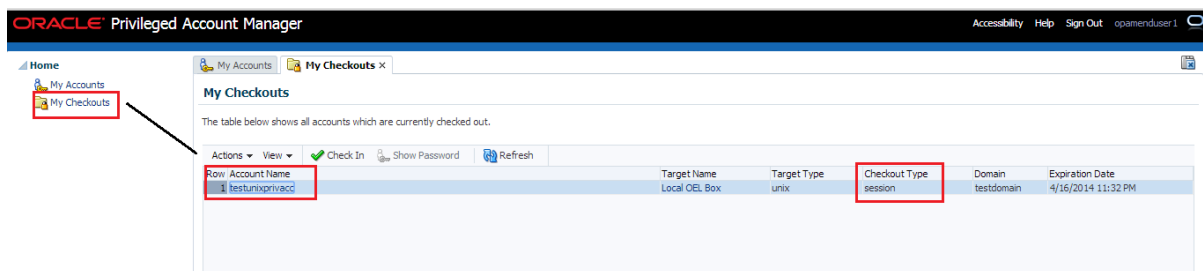 ORACLE Privileged Account Manager
Accessibility Help Sign Out opamenduser1
Home
My Accounts
My Checkouts
My Accounts My Checkouts ×
My Checkouts
The table below shows all accounts which are currently checked out.
Actions View Check In Show Password Refresh
Row Account Name Target Name Target Type Checkout Type Domain Expiration Date
1 testunixprivacc Local OEL Box unix session testdomain 4/16/2014 11:32 PM